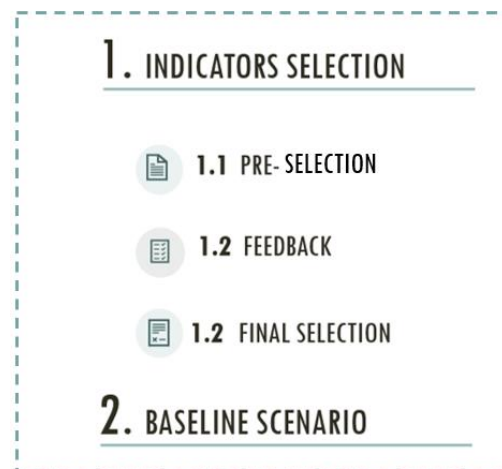 1. INDICATORS SELECTION
1.1 PRE- SELECTION
1.2 FEEDBACK
1.2 FINAL SELECTION
2. BASELINE SCENARIO